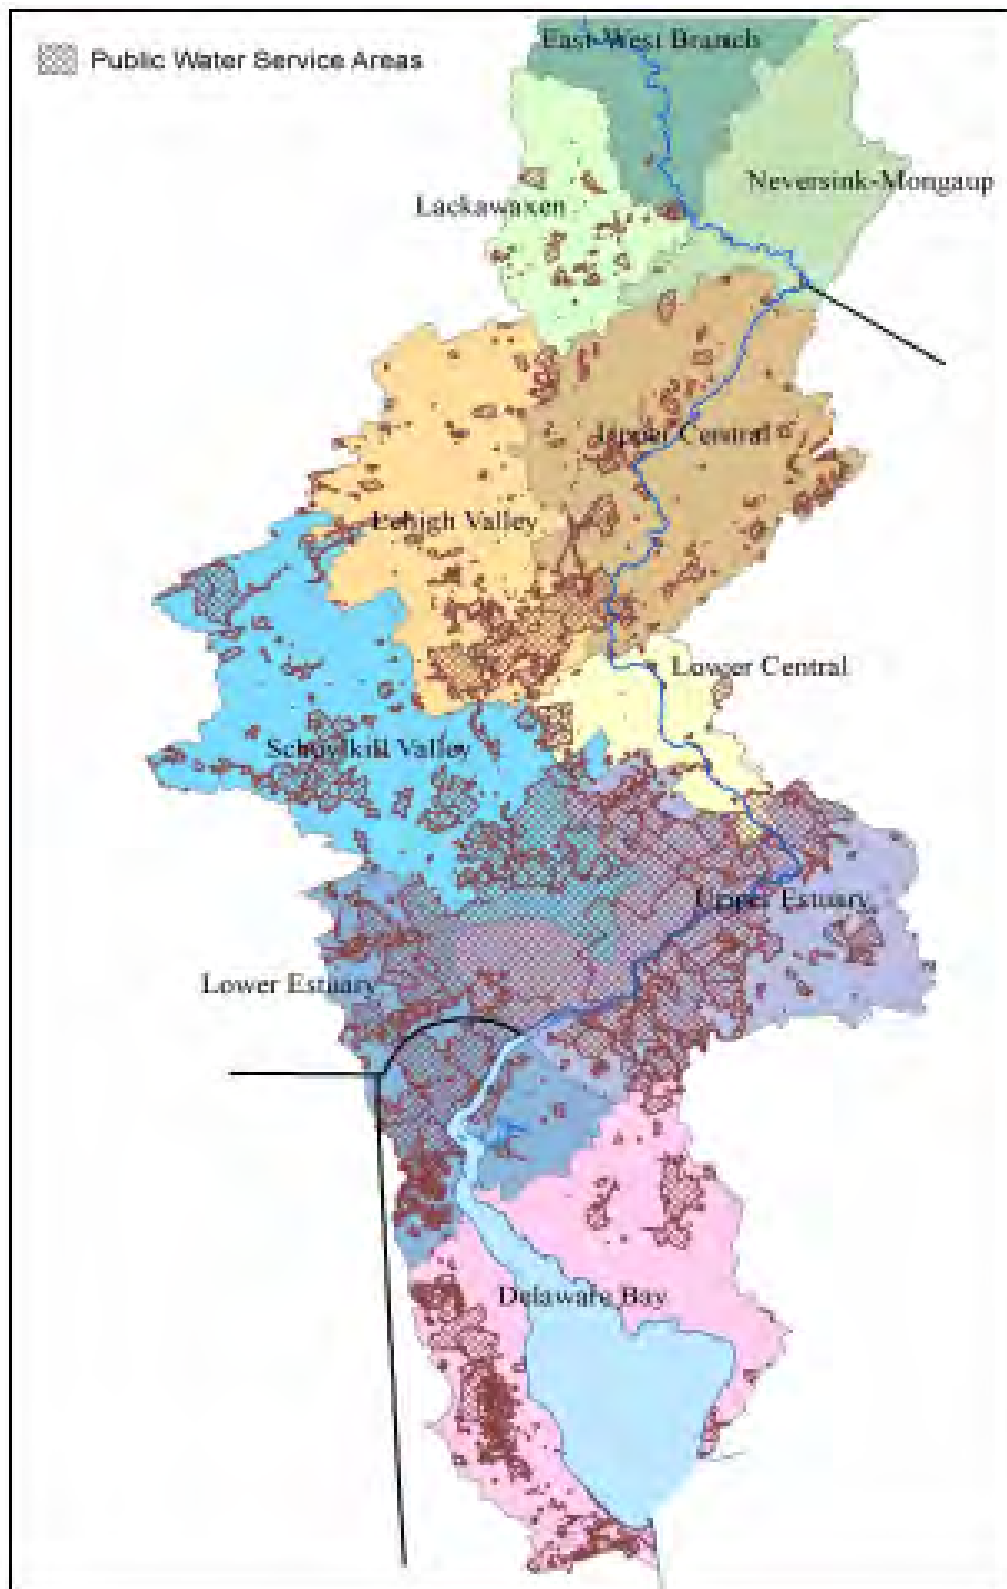 East-West Branch
Public Water Service Areas
Neversink-Mongaup
Lackawaxen
Upper Central
Lehigh Valley
Lower Central
Schuylkill Valley
Upper Estuary
Lower Estuary
Delaware Bay